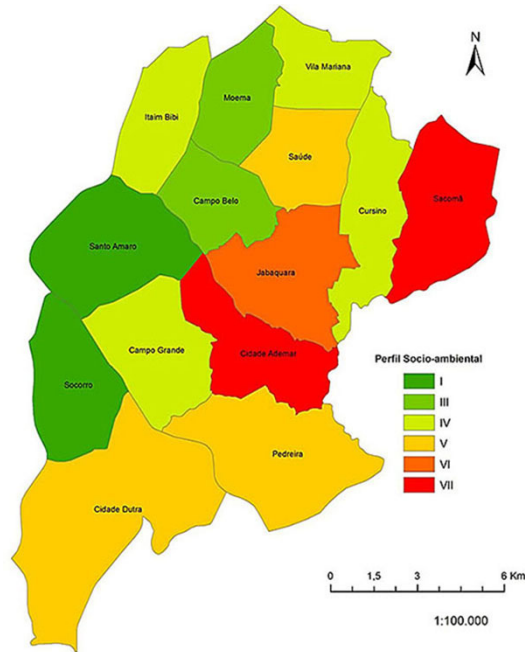 N
Vila Mariana
Moema
Itaim Bibi
Saúde
Sacomã
Campo Belo
Cursino
Santo Amaro
Jabaquara
Campo Grande
Cidade Ademar
Socorro
Pedreira
Cidade Dutra
Perfil Socio-ambiental
I
III
IV
V
VI
VII
0 1,5 3 6 Km
1:100.000